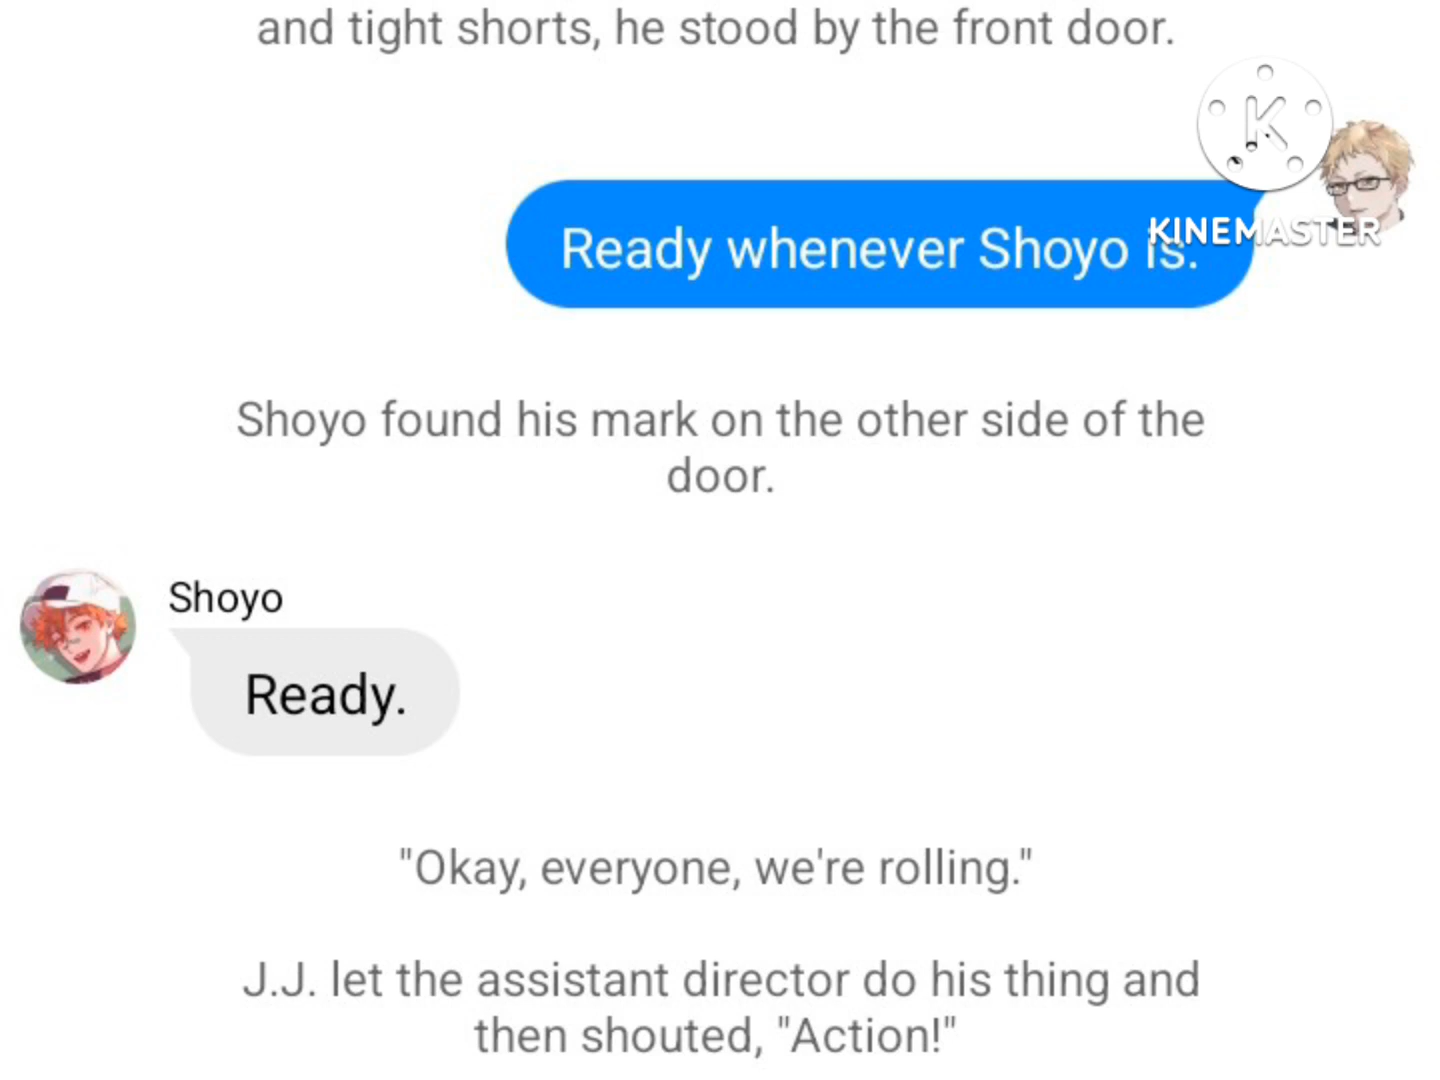 and tight shorts, he stood by the front door.
K
KINEMASTER
Ready whenever Shoyo is.
Shoyo found his mark on the other side of the
door.
Shoyo
Ready.
"Okay, everyone, we're rolling."
J.J. let the assistant director do his thing and
then shouted, "Action!"